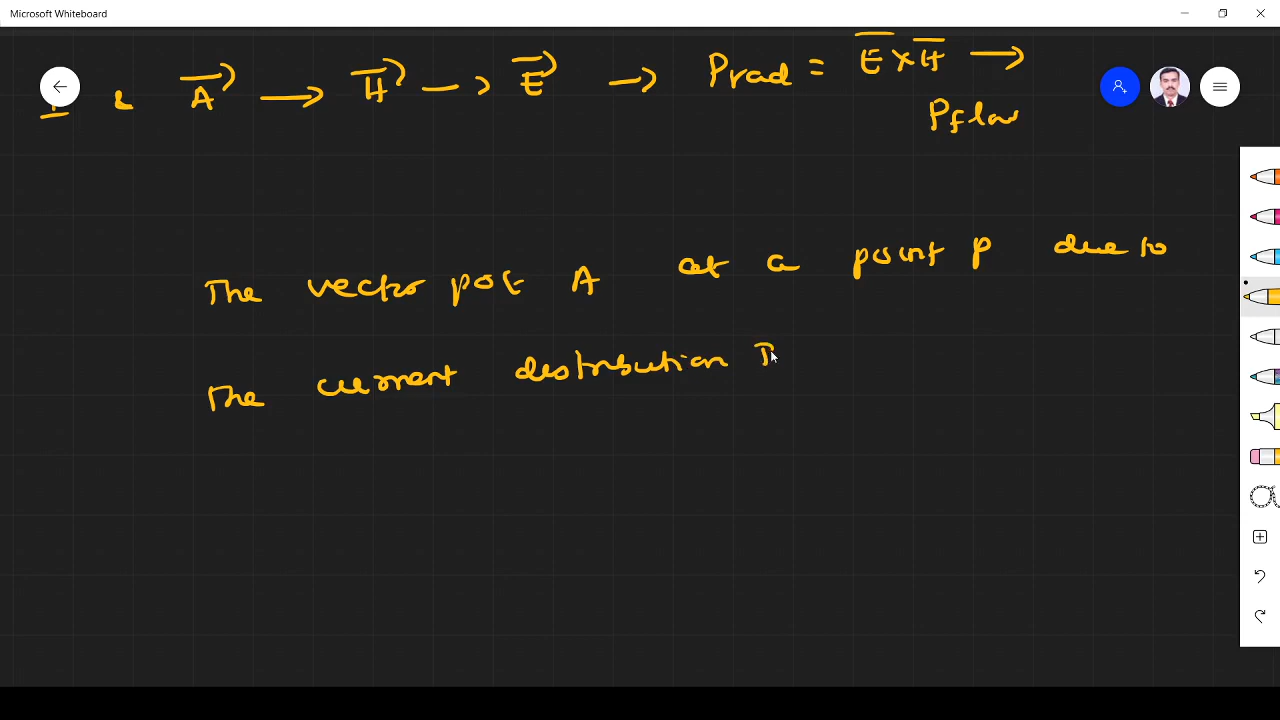 Microsoft Whiteboard
& A → H → E → Prad = E × H →
Pflow
The vector pot A at a point P due to
The current distribution I